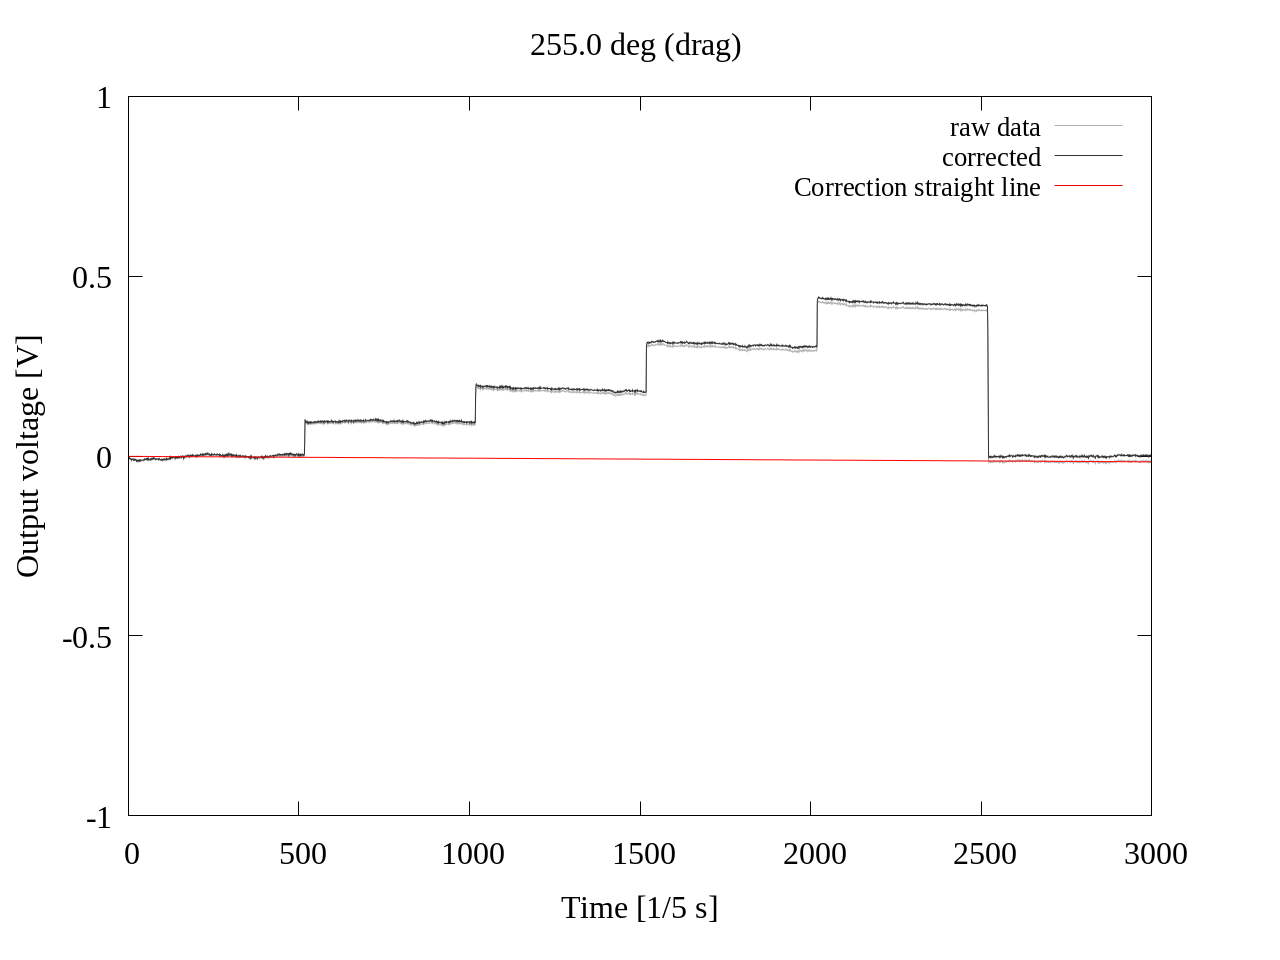 255.0 deg (drag)
1
raw data
corrected
Correction straight line
0.5
0
-0.5
-1
Output voltage [V]
0 500 1000 1500 2000 2500 3000
Time [1/5 s]